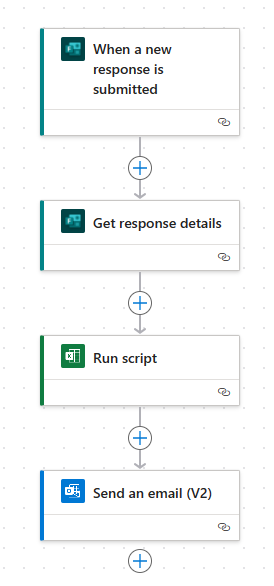 When a new
response is
submitted
Get response details
Run script
Send an email (V2)